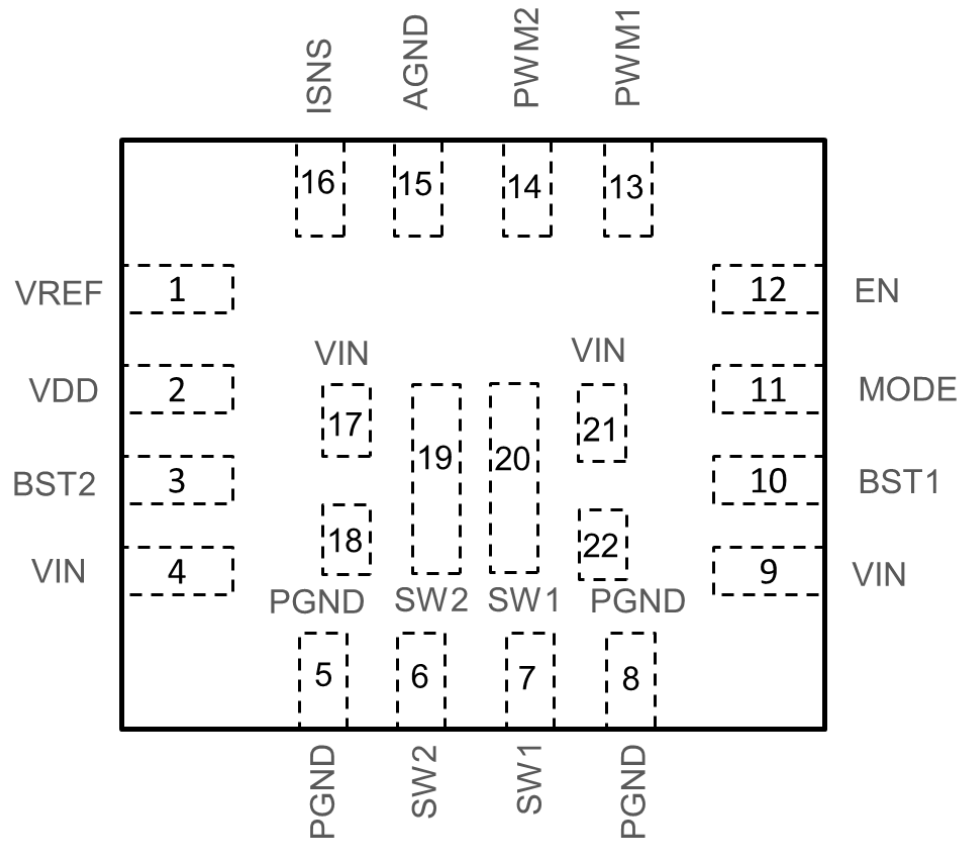 ISNS
AGND
PWM2
PWM1
16
15
14
13
VREF
1
12
EN
VIN
VIN
VDD
2
17
19
20
21
11
MODE
BST2
3
10
BST1
VIN
4
18
22
9
VIN
PGND
SW2
SW1
PGND
5
6
7
8
PGND
SW2
SW1
PGND